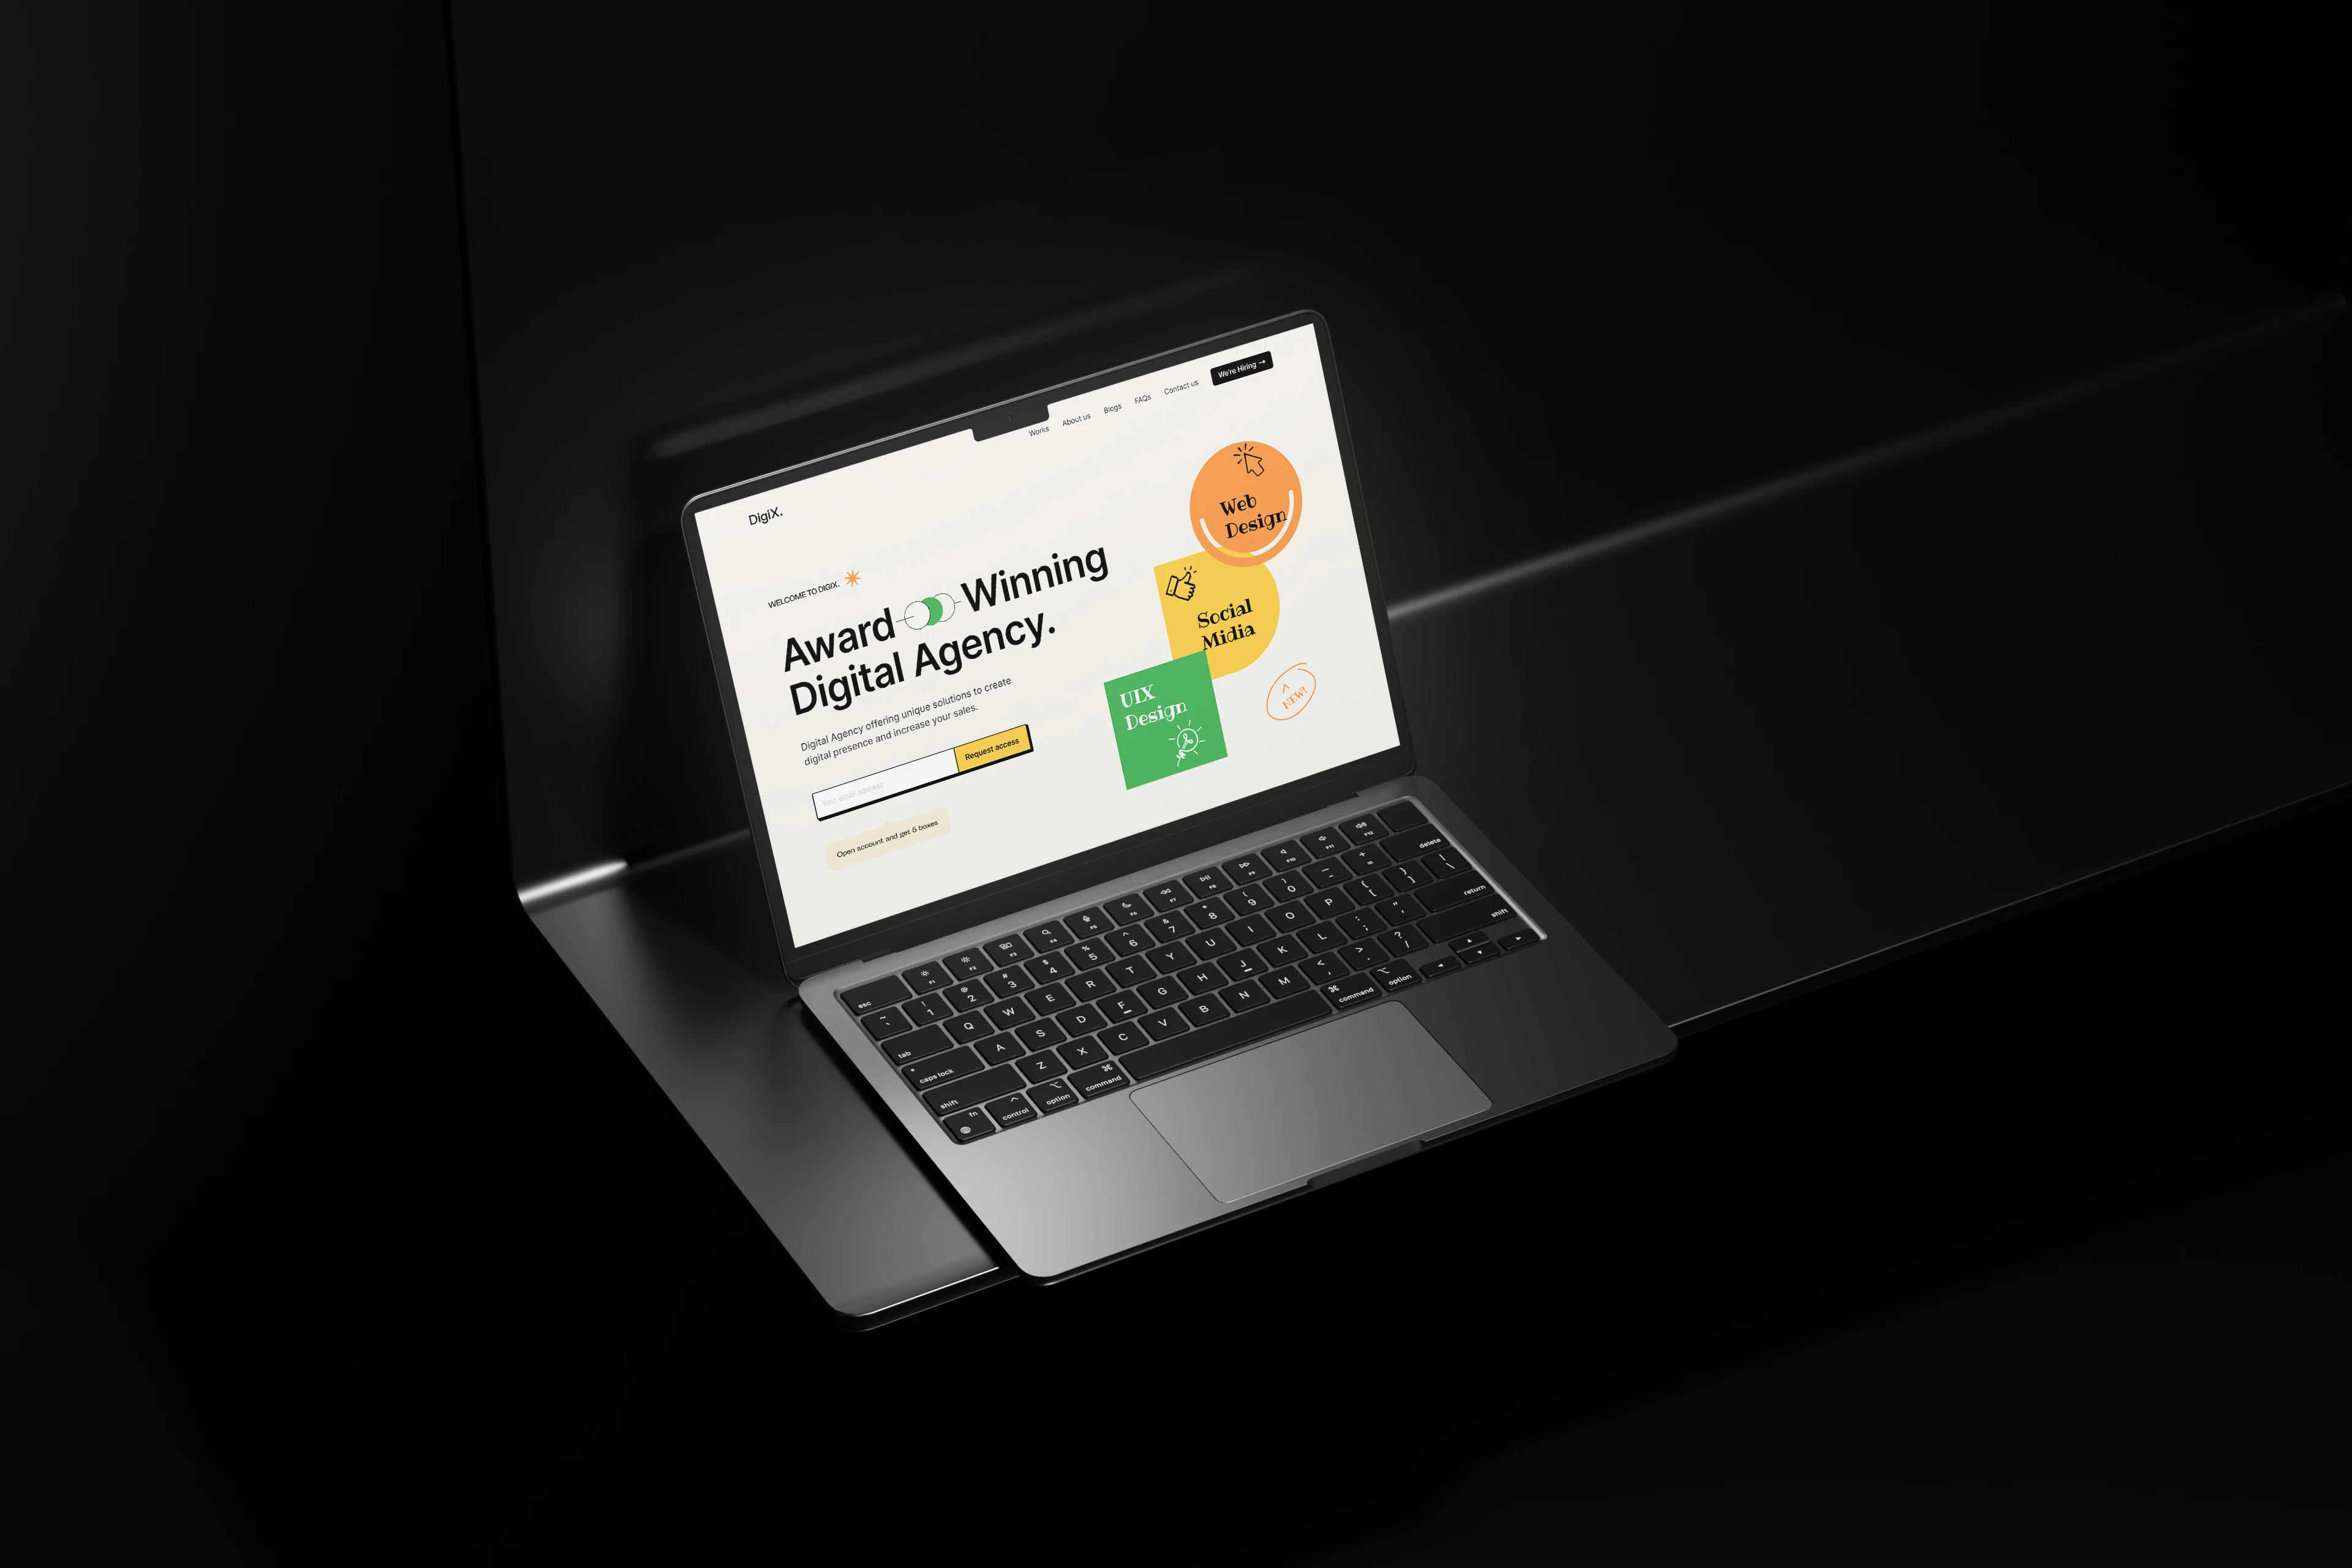 DigiX.
Works
About us
Blogs
FAQs
Contact us
We're Hiring →
WELCOME TO DIGIX.
Award Winning
Digital Agency.
Digital Agency offering unique solutions to create
digital presence and increase your sales.
Your email address
Request access
Open account and get 5 boxes
Web
Design
Social
Midia
UIX
Design
NEW!
esc
F1
F2
F3
F4
F5
F6
F7
F8
F9
F10
F11
F12
~ `
! 1
@ 2
# 3
$ 4
% 5
^ 6
& 7
* 8
( 9
) 0
— -
+ =
delete
tab
Q
W
E
R
T
Y
U
I
O
P
{ [
} ]
| \
caps lock
A
S
D
F
G
H
J
K
L
: ;
" '
return
shift
Z
X
C
V
B
N
M
< ,
> .
? /
shift
fn
control
option
command
command
option